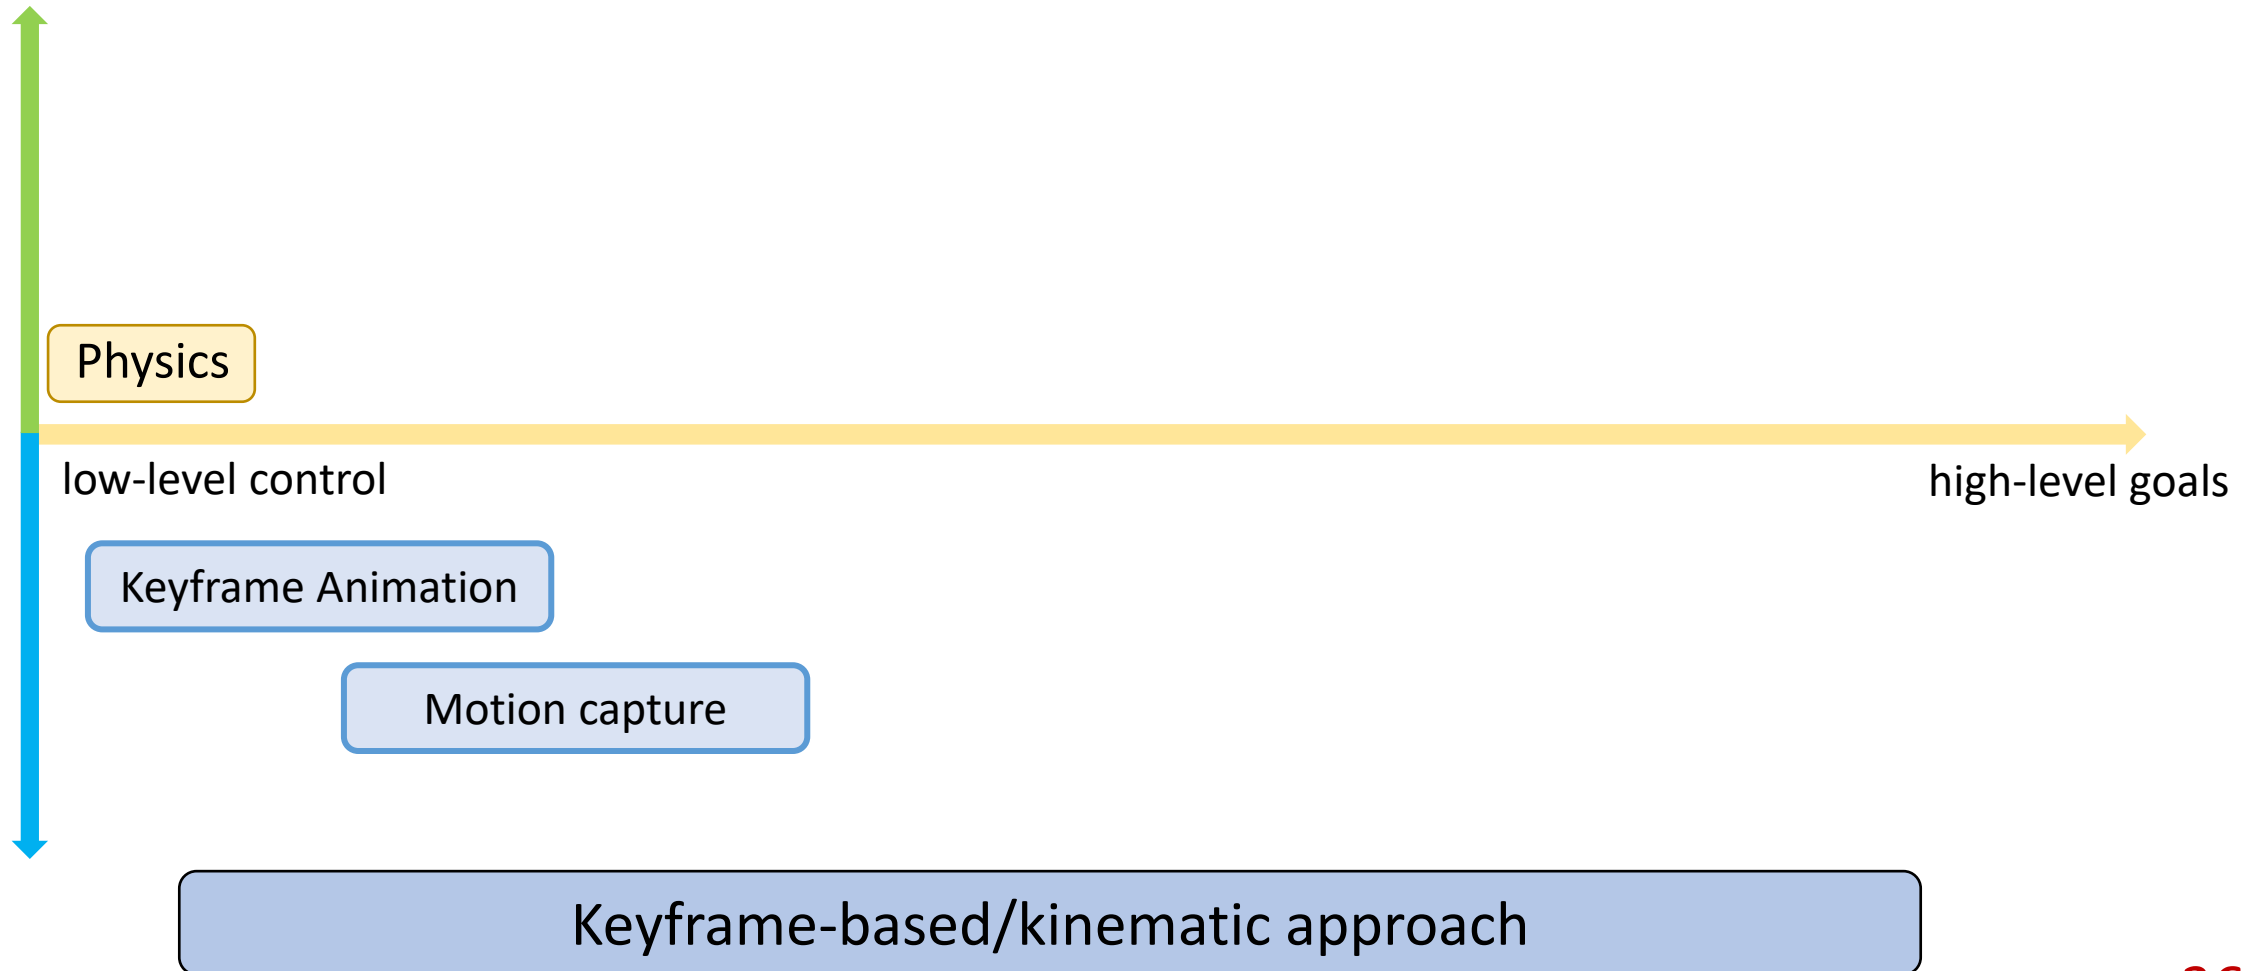 Physics
low-level control
high-level goals
Keyframe Animation
Motion capture
Keyframe-based/kinematic approach